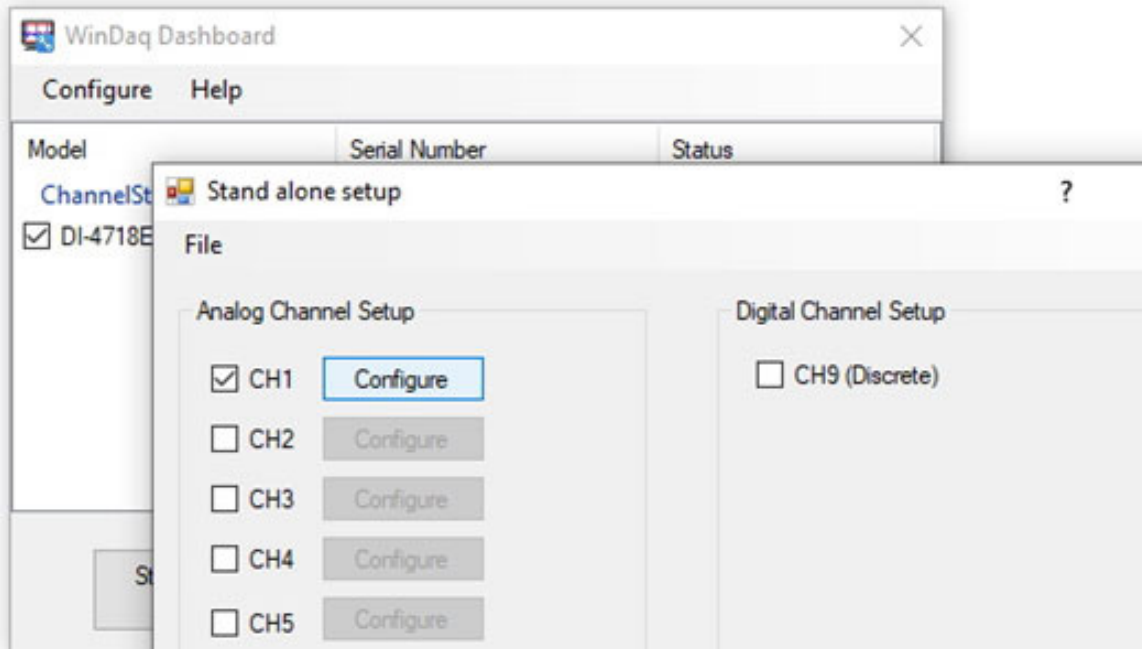 WinDaq Dashboard
Configure Help
Model Serial Number Status
ChannelSt
DI-4718E
Stand alone setup ?
File
Analog Channel Setup
CH1 Configure
CH2 Configure
CH3 Configure
CH4 Configure
CH5 Configure
Digital Channel Setup
CH9 (Discrete)
St